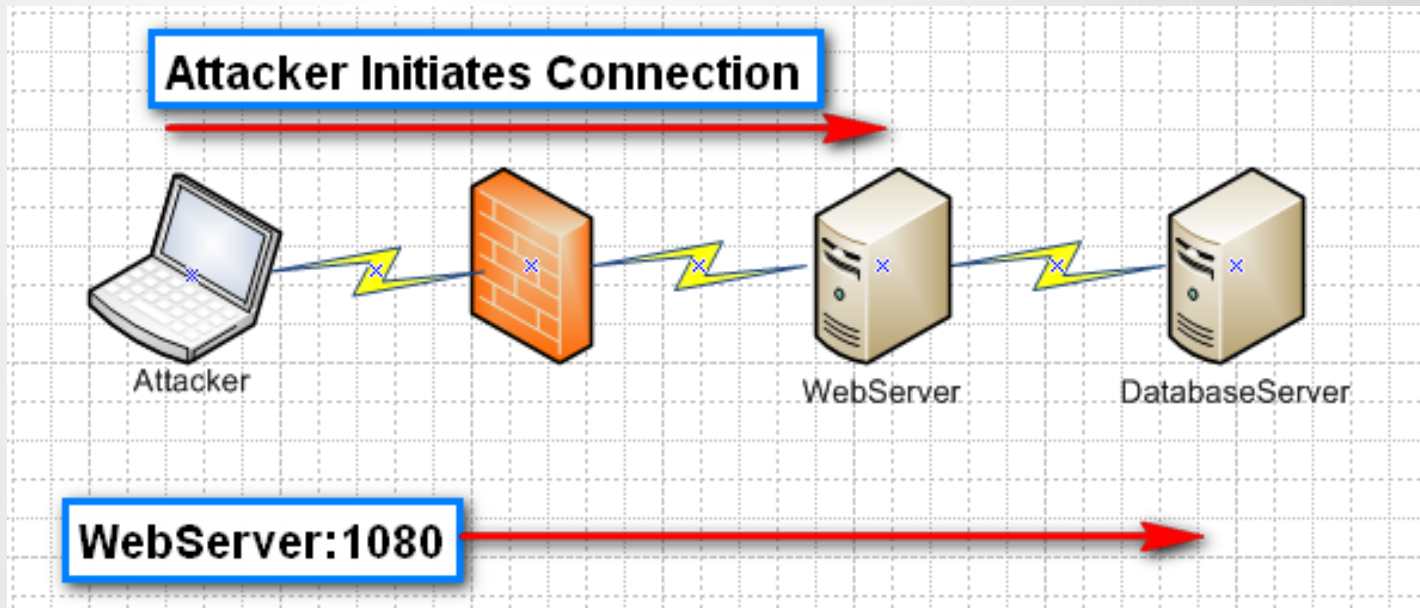 Attacker Initiates Connection
Attacker
WebServer
DatabaseServer
WebServer:1080